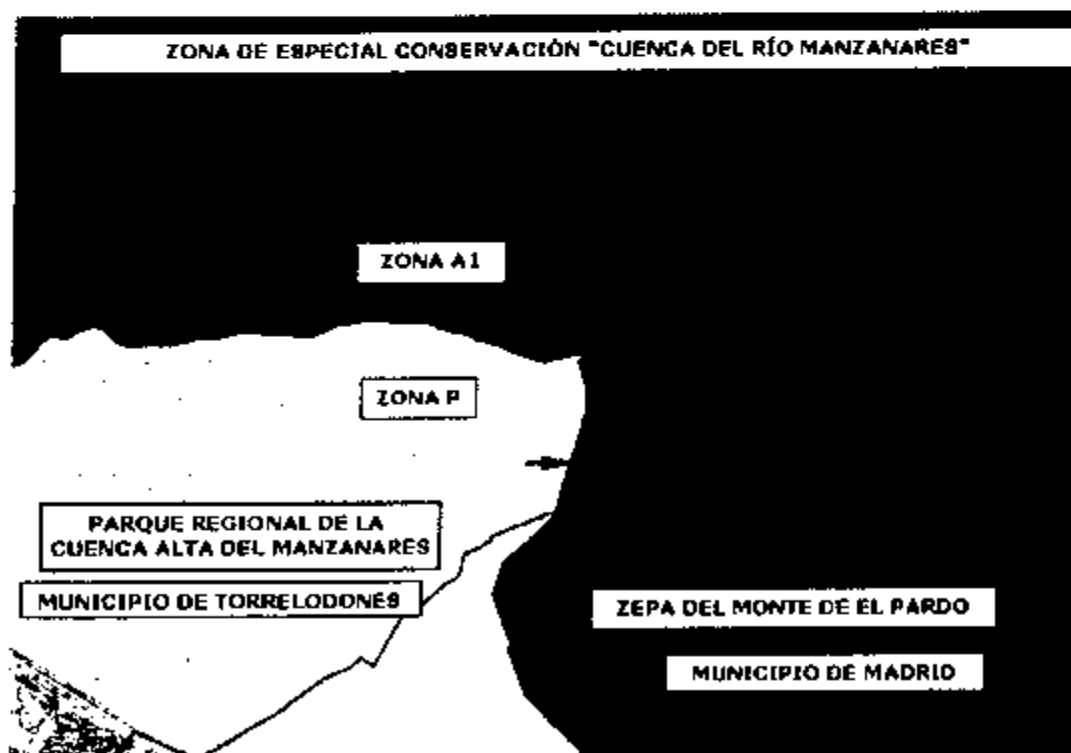 ZONA DE ESPECIAL CONSERVACIÓN "CUENCA DEL RÍO MANZANARES"
ZONA A1
ZONA P
PARQUE REGIONAL DE LA
CUENCA ALTA DEL MANZANARES
MUNICIPIO DE TORRELODONES
ZEPA DEL MONTE DE EL PARDO
MUNICIPIO DE MADRID